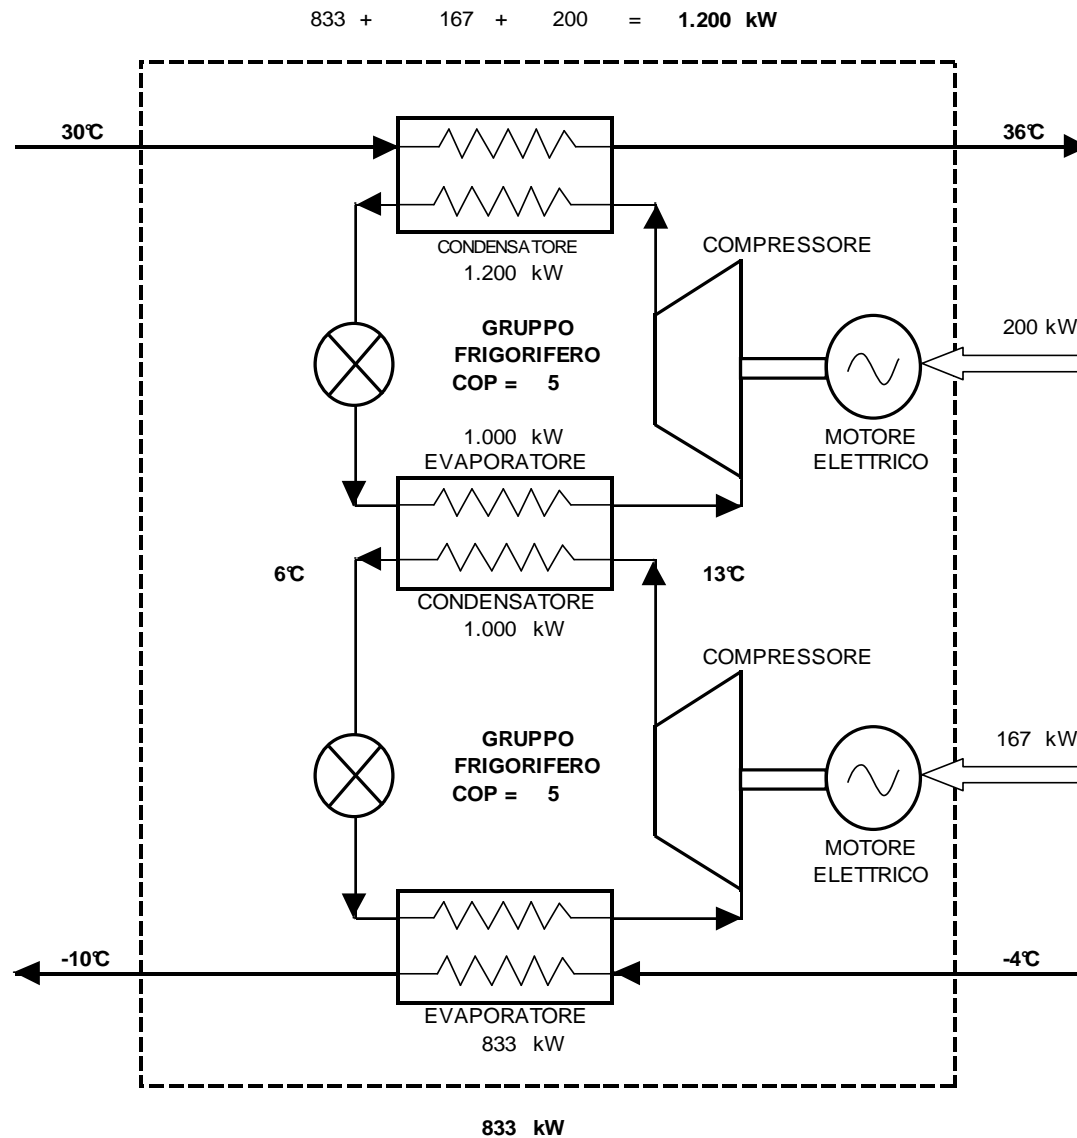 833 + 167 + 200 = 1.200 kW
30°C 36°C
CONDENSATORE
1.200 kW
COMPRESSORE
GRUPPO
FRIGORIFERO
COP = 5
200 kW
1.000 kW
EVAPORATORE
MOTORE
ELETTRICO
6°C 13°C
CONDENSATORE
1.000 kW
COMPRESSORE
GRUPPO
FRIGORIFERO
COP = 5
167 kW
MOTORE
ELETTRICO
-10°C -4°C
EVAPORATORE
833 kW
833 kW